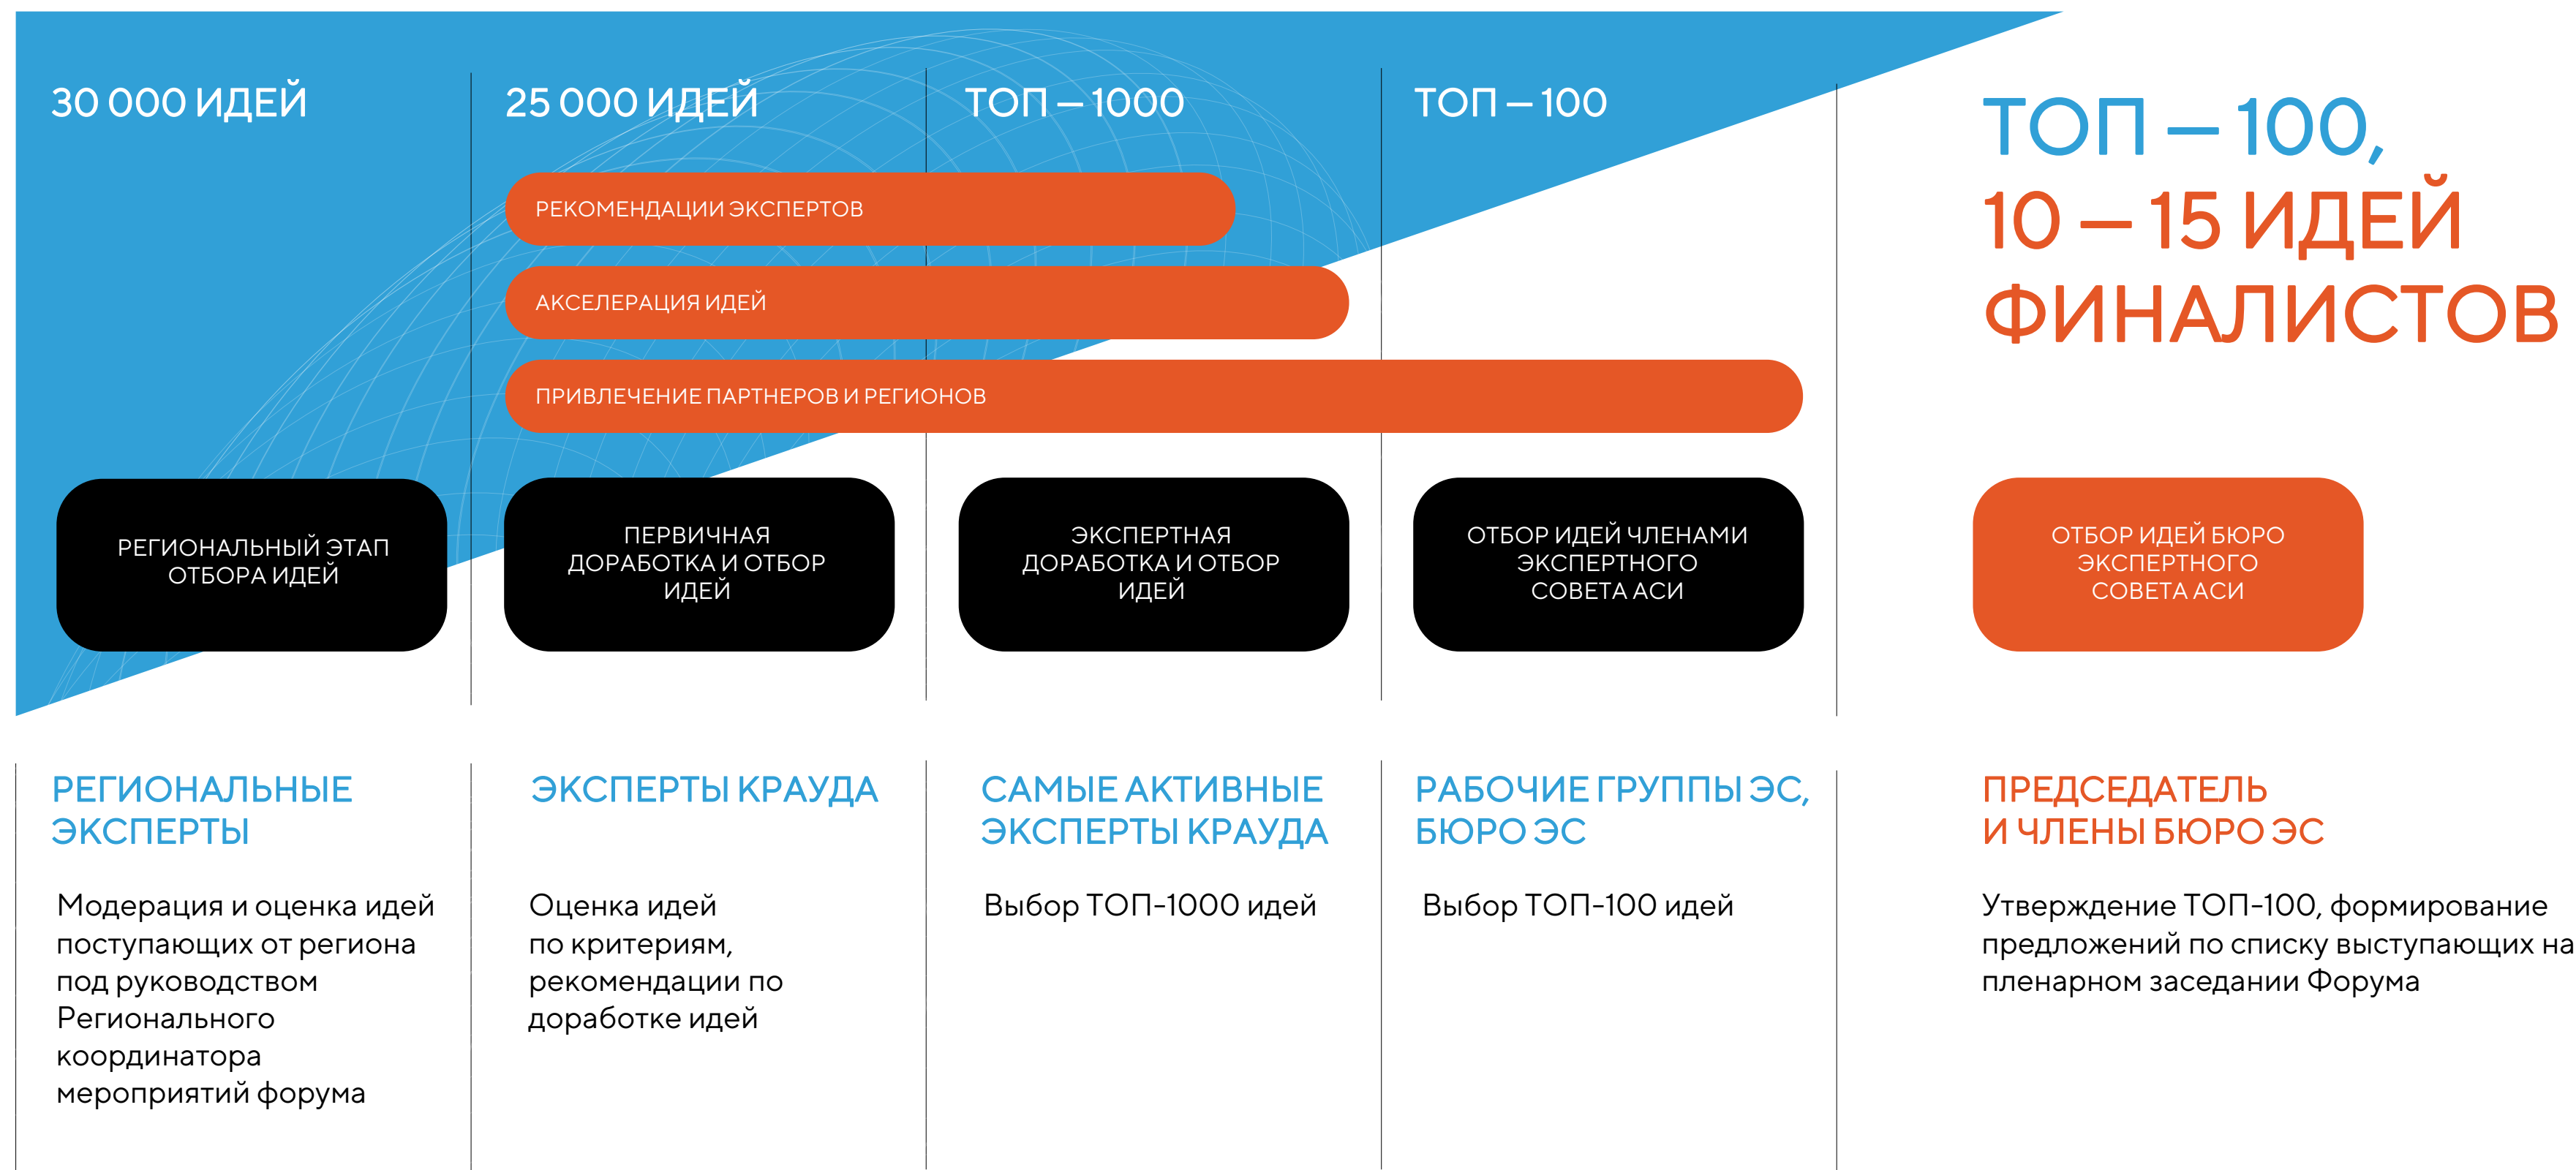 30 000 ИДЕЙ
25 000 ИДЕЙ
ТОП — 1000
ТОП — 100
ТОП — 100,
10 — 15 ИДЕЙ
ФИНАЛИСТОВ
РЕКОМЕНДАЦИИ ЭКСПЕРТОВ
АКСЕЛЕРАЦИЯ ИДЕЙ
ПРИВЛЕЧЕНИЕ ПАРТНЕРОВ И РЕГИОНОВ
РЕГИОНАЛЬНЫЙ ЭТАП
ОТБОРА ИДЕЙ
ПЕРВИЧНАЯ
ДОРАБОТКА И ОТБОР
ИДЕЙ
ЭКСПЕРТНАЯ
ДОРАБОТКА И ОТБОР
ИДЕЙ
ОТБОР ИДЕЙ ЧЛЕНАМИ
ЭКСПЕРТНОГО
СОВЕТА АСИ
ОТБОР ИДЕЙ БЮРО
ЭКСПЕРТНОГО
СОВЕТА АСИ
РЕГИОНАЛЬНЫЕ
ЭКСПЕРТЫ
Модерация и оценка идей
поступающих от региона
под руководством
Регионального
координатора
мероприятий форума
ЭКСПЕРТЫ КРАУДА
Оценка идей
по критериям,
рекомендации по
доработке идей
САМЫЕ АКТИВНЫЕ
ЭКСПЕРТЫ КРАУДА
Выбор ТОП-1000 идей
РАБОЧИЕ ГРУППЫ ЭС,
БЮРО ЭС
Выбор ТОП-100 идей
ПРЕДСЕДАТЕЛЬ
И ЧЛЕНЫ БЮРО ЭС
Утверждение ТОП-100, формирование
предложений по списку выступающих на
пленарном заседании Форума